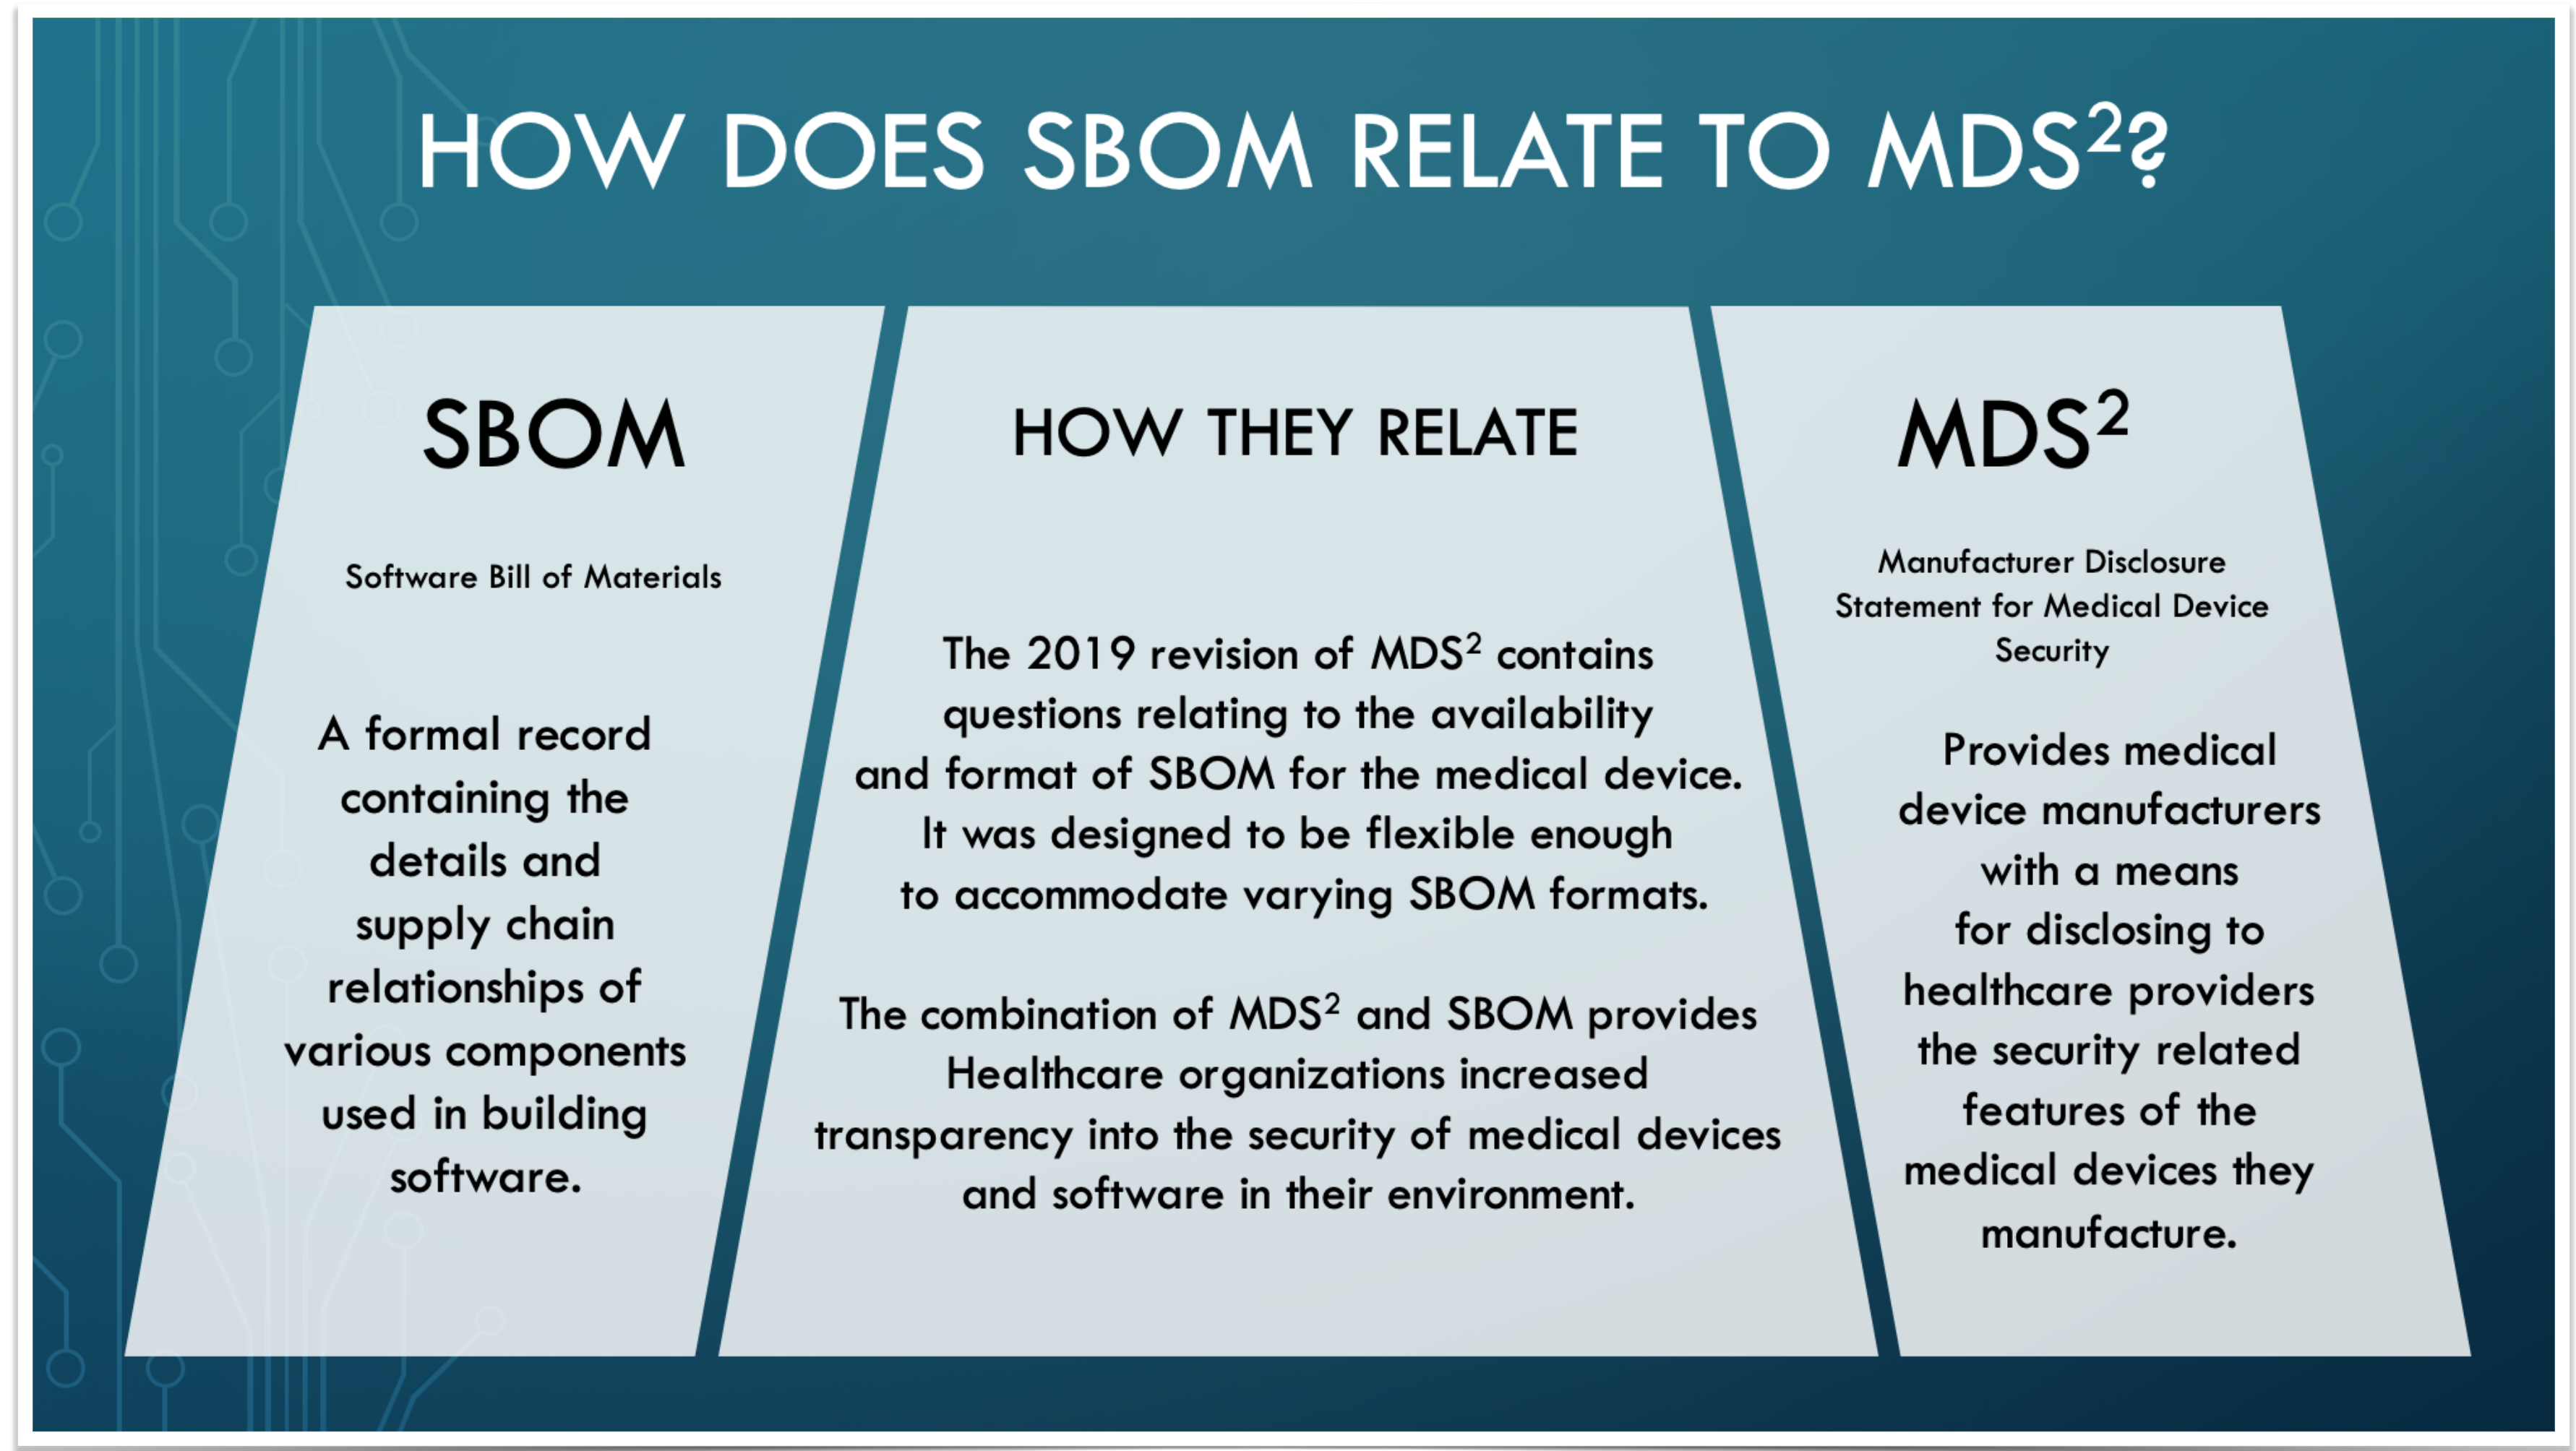 HOW DOES SBOM RELATE TO MDS²?
SBOM
Software Bill of Materials
A formal record
containing the
details and
supply chain
relationships of
various components
used in building
software.
HOW THEY RELATE
The 2019 revision of MDS² contains
questions relating to the availability
and format of SBOM for the medical device.
It was designed to be flexible enough
to accommodate varying SBOM formats.
The combination of MDS² and SBOM provides
Healthcare organizations increased
transparency into the security of medical devices
and software in their environment.
MDS²
Manufacturer Disclosure
Statement for Medical Device
Security
Provides medical
device manufacturers
with a means
for disclosing to
healthcare providers
the security related
features of the
medical devices they
manufacture.